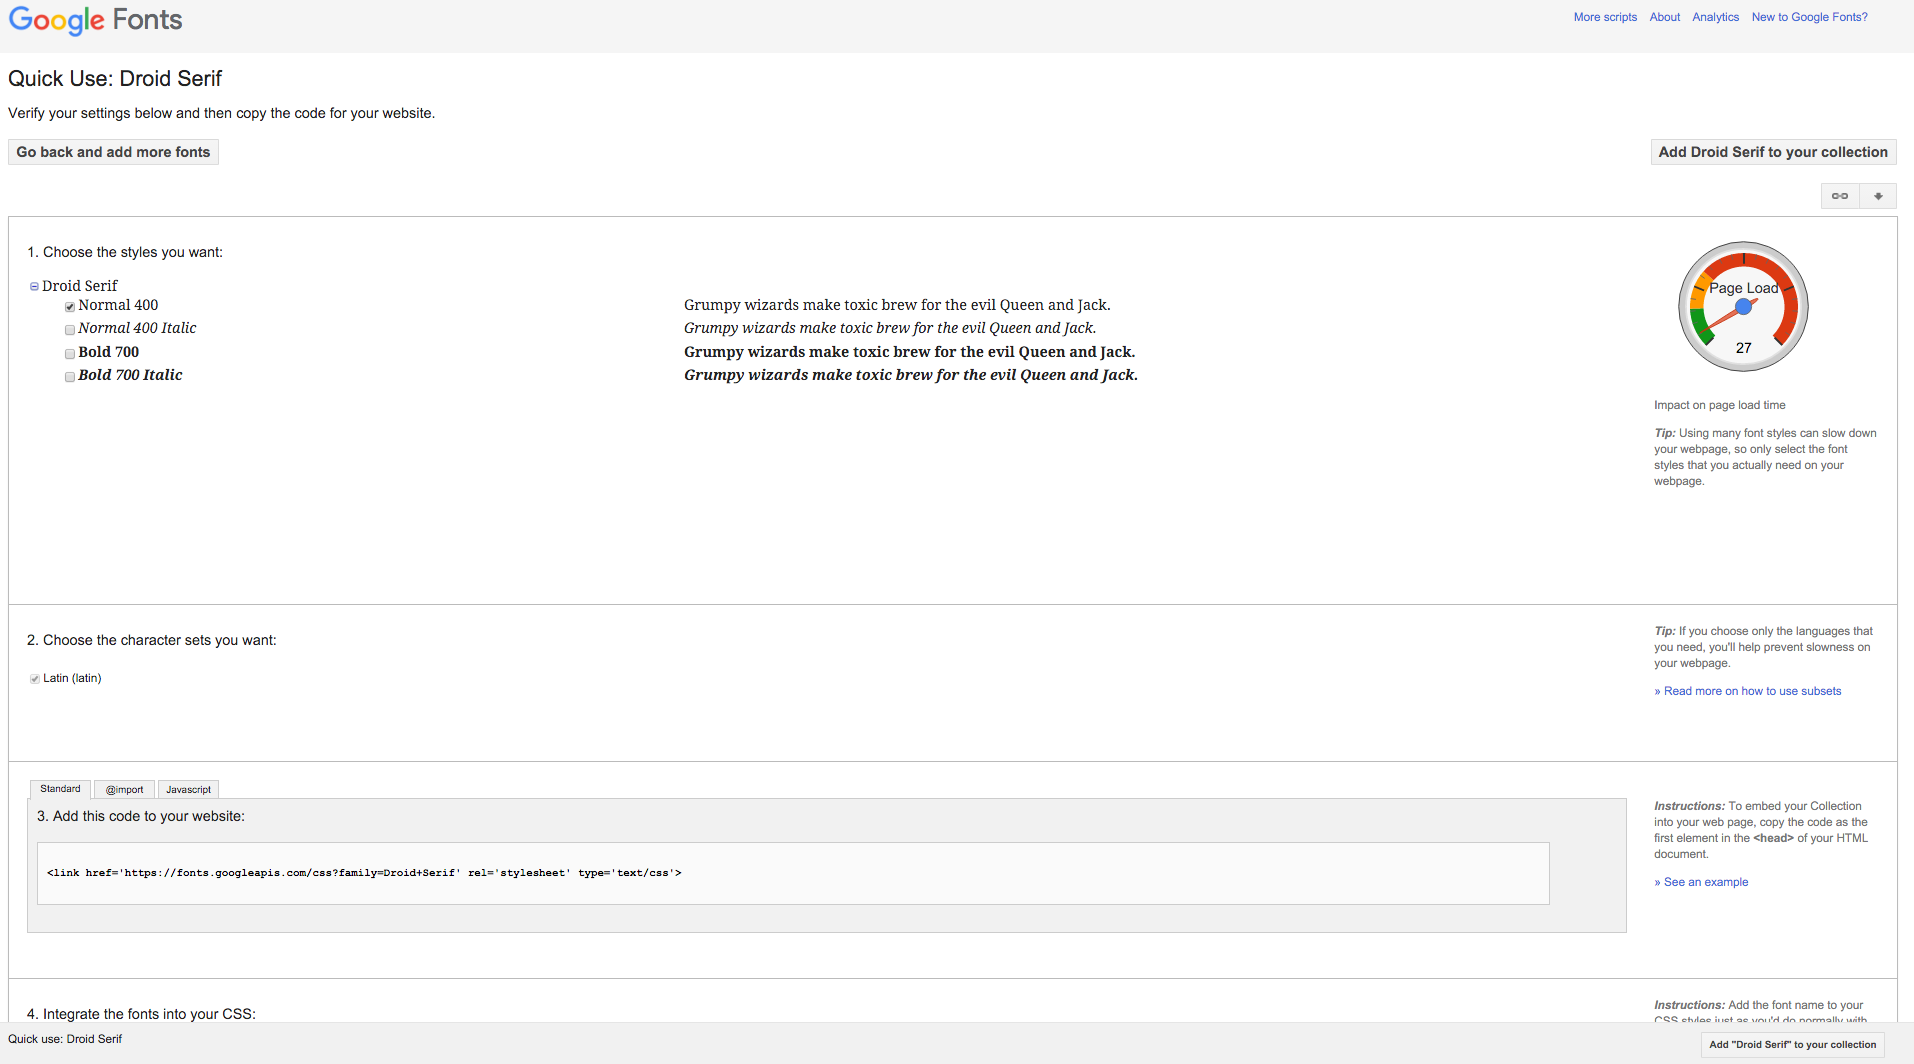 Google Fonts
More scripts About Analytics New to Google Fonts?
Quick Use: Droid Serif
Verify your settings below and then copy the code for your website.
Go back and add more fonts
Add Droid Serif to your collection
1. Choose the styles you want:
Droid Serif
Normal 400 Grumpy wizards make toxic brew for the evil Queen and Jack.
Normal 400 Italic Grumpy wizards make toxic brew for the evil Queen and Jack.
Bold 700 Grumpy wizards make toxic brew for the evil Queen and Jack.
Bold 700 Italic Grumpy wizards make toxic brew for the evil Queen and Jack.
Page Load
27
Impact on page load time
Tip: Using many font styles can slow down
your webpage, so only select the font
styles that you actually need on your
webpage.
2. Choose the character sets you want:
Latin (latin)
Tip: If you choose only the languages that
you need, you'll help prevent slowness on
your webpage.
» Read more on how to use subsets
Standard @import Javascript
3. Add this code to your website:
<link href='https://fonts.googleapis.com/css?family=Droid+Serif' rel='stylesheet' type='text/css'>
Instructions: To embed your Collection
into your web page, copy the code as the
first element in the <head> of your HTML
document.
» See an example
4. Integrate the fonts into your CSS:
Instructions: Add the font name to your
CSS styles just as you'd do normally with
Quick use: Droid Serif
Add "Droid Serif" to your collection